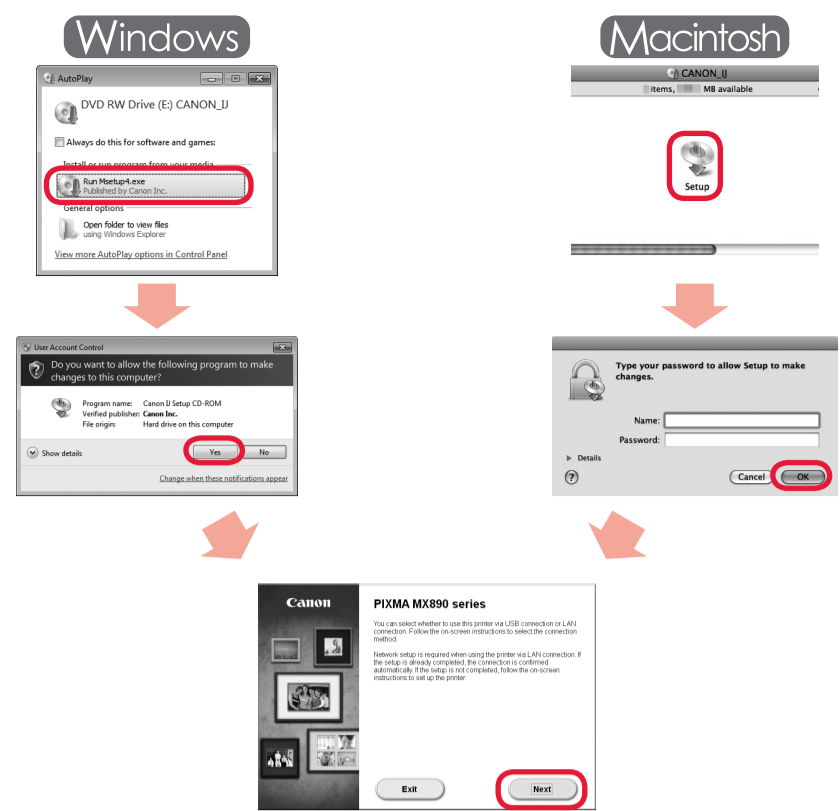 Windows
AutoPlay
DVD RW Drive (E:) CANON_IJ
Always do this for software and games:
Install or run program from your media
Run Msetup4.exe
Published by Canon Inc.
General options
Open folder to view files
using Windows Explorer
View more AutoPlay options in Control Panel
User Account Control
Do you want to allow the following program to make
changes to this computer?
Program name: Canon IJ Setup CD-ROM
Verified publisher: Canon Inc.
File origin: Hard drive on this computer
Show details
Yes
No
Change when these notifications appear
Macintosh
CANON_IJ
items, MB available
Setup
Type your password to allow Setup to make
changes.
Name:
Password:
Details
?
Cancel
OK
Canon
PIXMA MX890 series
You can select whether to use this printer via USB connection or LAN
connection. Follow the on-screen instructions to select the connection
method.
Network setup is required when using the printer via LAN connection. If
the setup is already completed, the connection is confirmed
automatically. If the setup is not completed, follow the on-screen
instructions to set up the printer.
Exit
Next